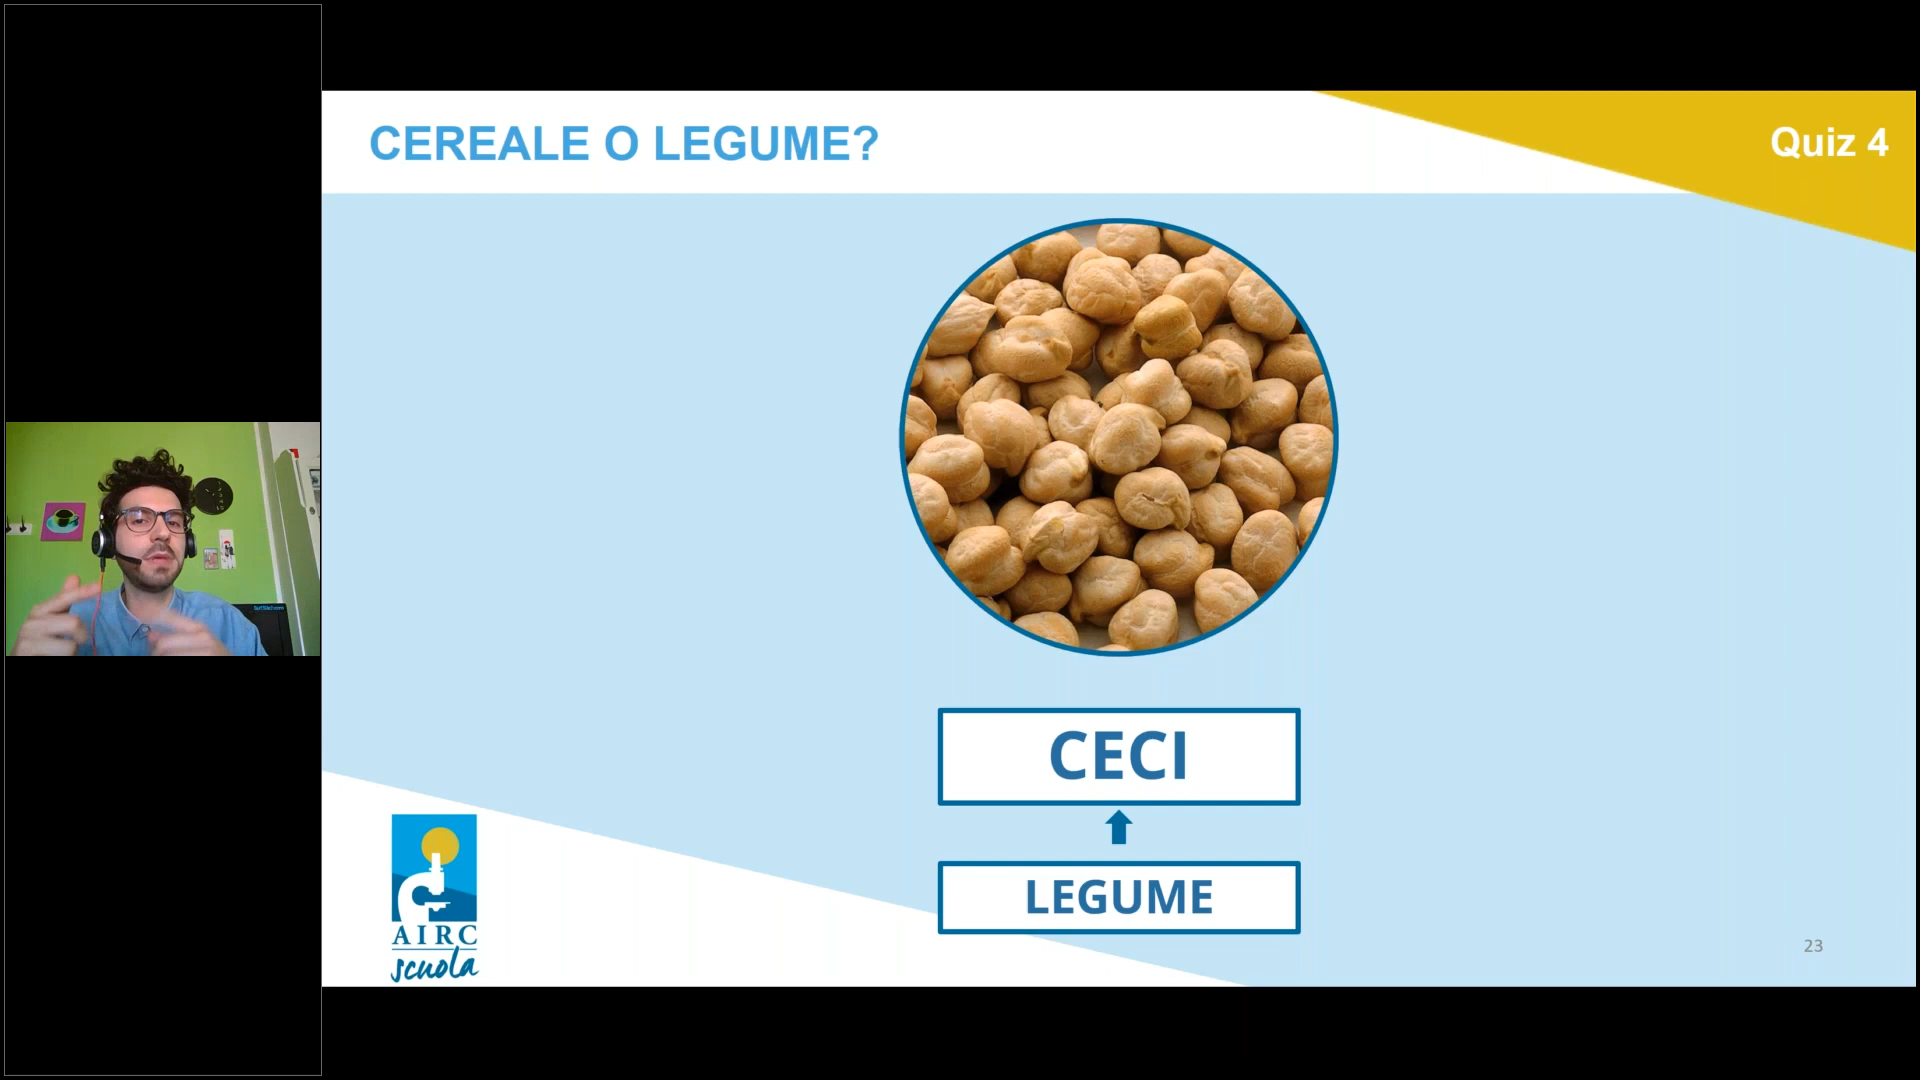 CEREALE O LEGUME?
Quiz 4
CECI
LEGUME
AIRC
scuola
23